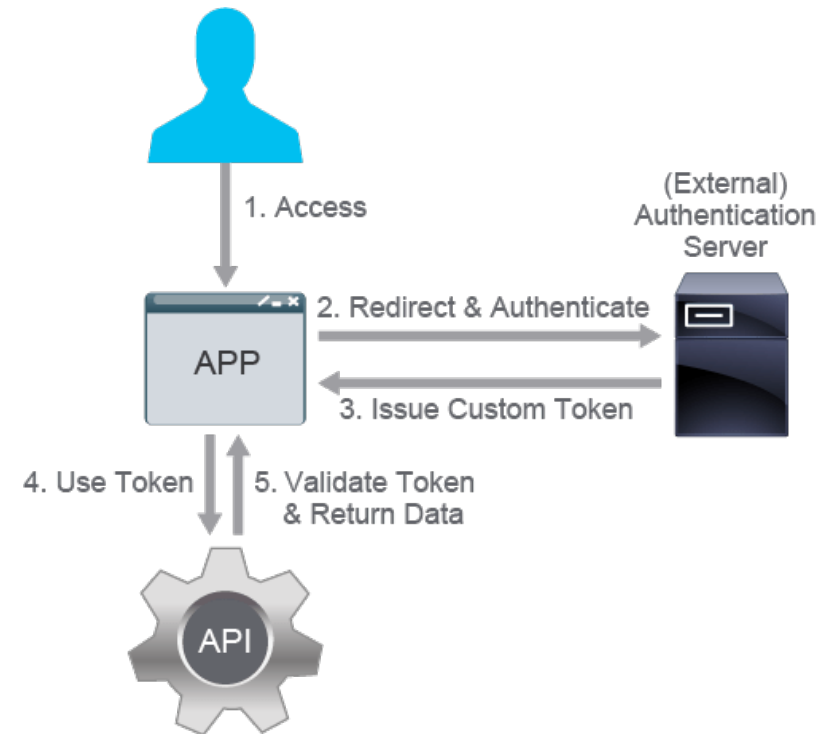 1. Access
(External)
Authentication
Server
2. Redirect & Authenticate
APP
3. Issue Custom Token
4. Use Token
5. Validate Token
& Return Data
API